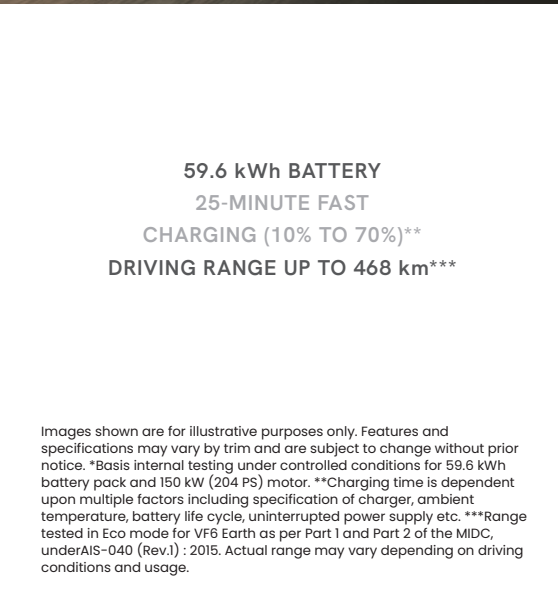 59.6 kWh BATTERY
25-MINUTE FAST
CHARGING (10% TO 70%)**
DRIVING RANGE UP TO 468 km***
Images shown are for illustrative purposes only. Features and
specifications may vary by trim and are subject to change without prior
notice. *Basis internal testing under controlled conditions for 59.6 kWh
battery pack and 150 kW (204 PS) motor. **Charging time is dependent
upon multiple factors including specification of charger, ambient
temperature, battery life cycle, uninterrupted power supply etc. ***Range
tested in Eco mode for VF6 Earth as per Part 1 and Part 2 of the MIDC,
underAIS-040 (Rev.1) : 2015. Actual range may vary depending on driving
conditions and usage.